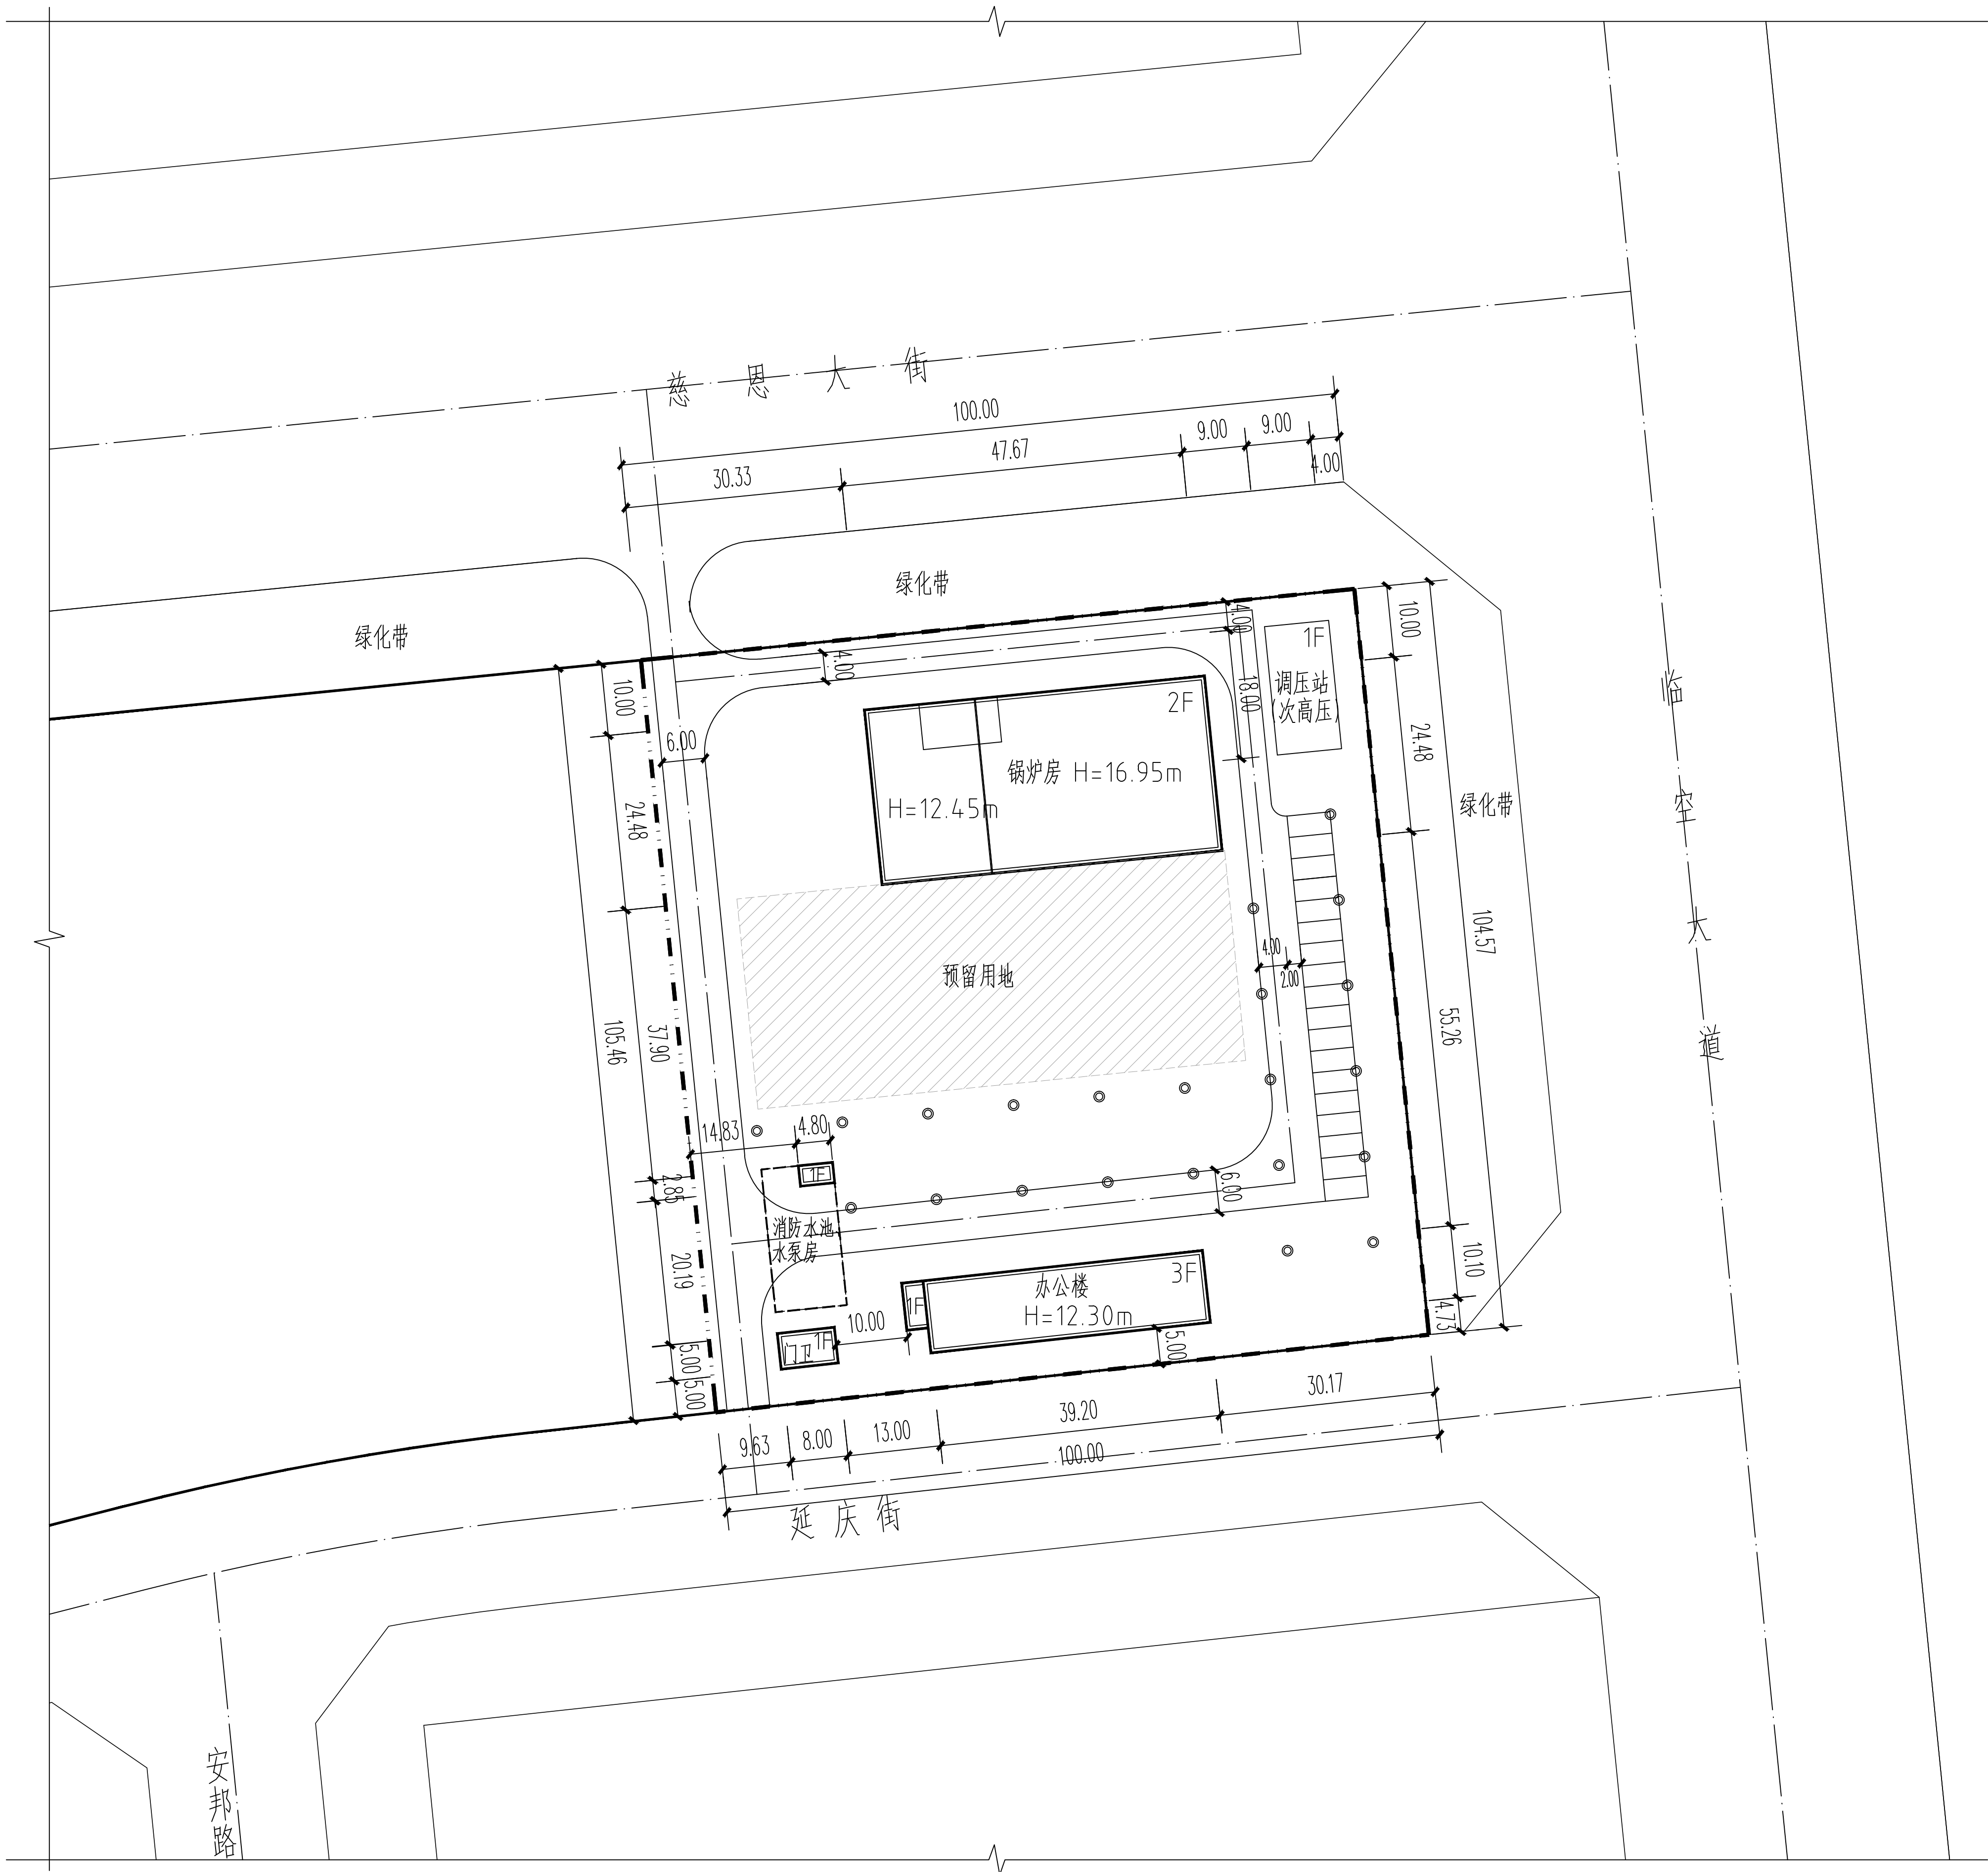 慈恩大街
100.00
30.33
47.67
9.00
9.00
4.00
绿化带
绿化带
10.00
24.48
37.90
2.85
20.19
5.00
5.00
105.46
6.00
4.00
4.00
18.00
1F
调压站
(次高压)
2F
锅炉房 H=16.95m
H=12.45m
预留用地
4.00
2.00
10.00
24.48
55.26
10.10
4.73
104.57
绿化带
临空大道
14.83
4.80
1F
消防水池
水泵房
6.00
办公楼
3F
H=12.30m
1F
10.00
门卫
1F
5.00
9.63
8.00
13.00
39.20
30.17
100.00
延庆街
安邦路